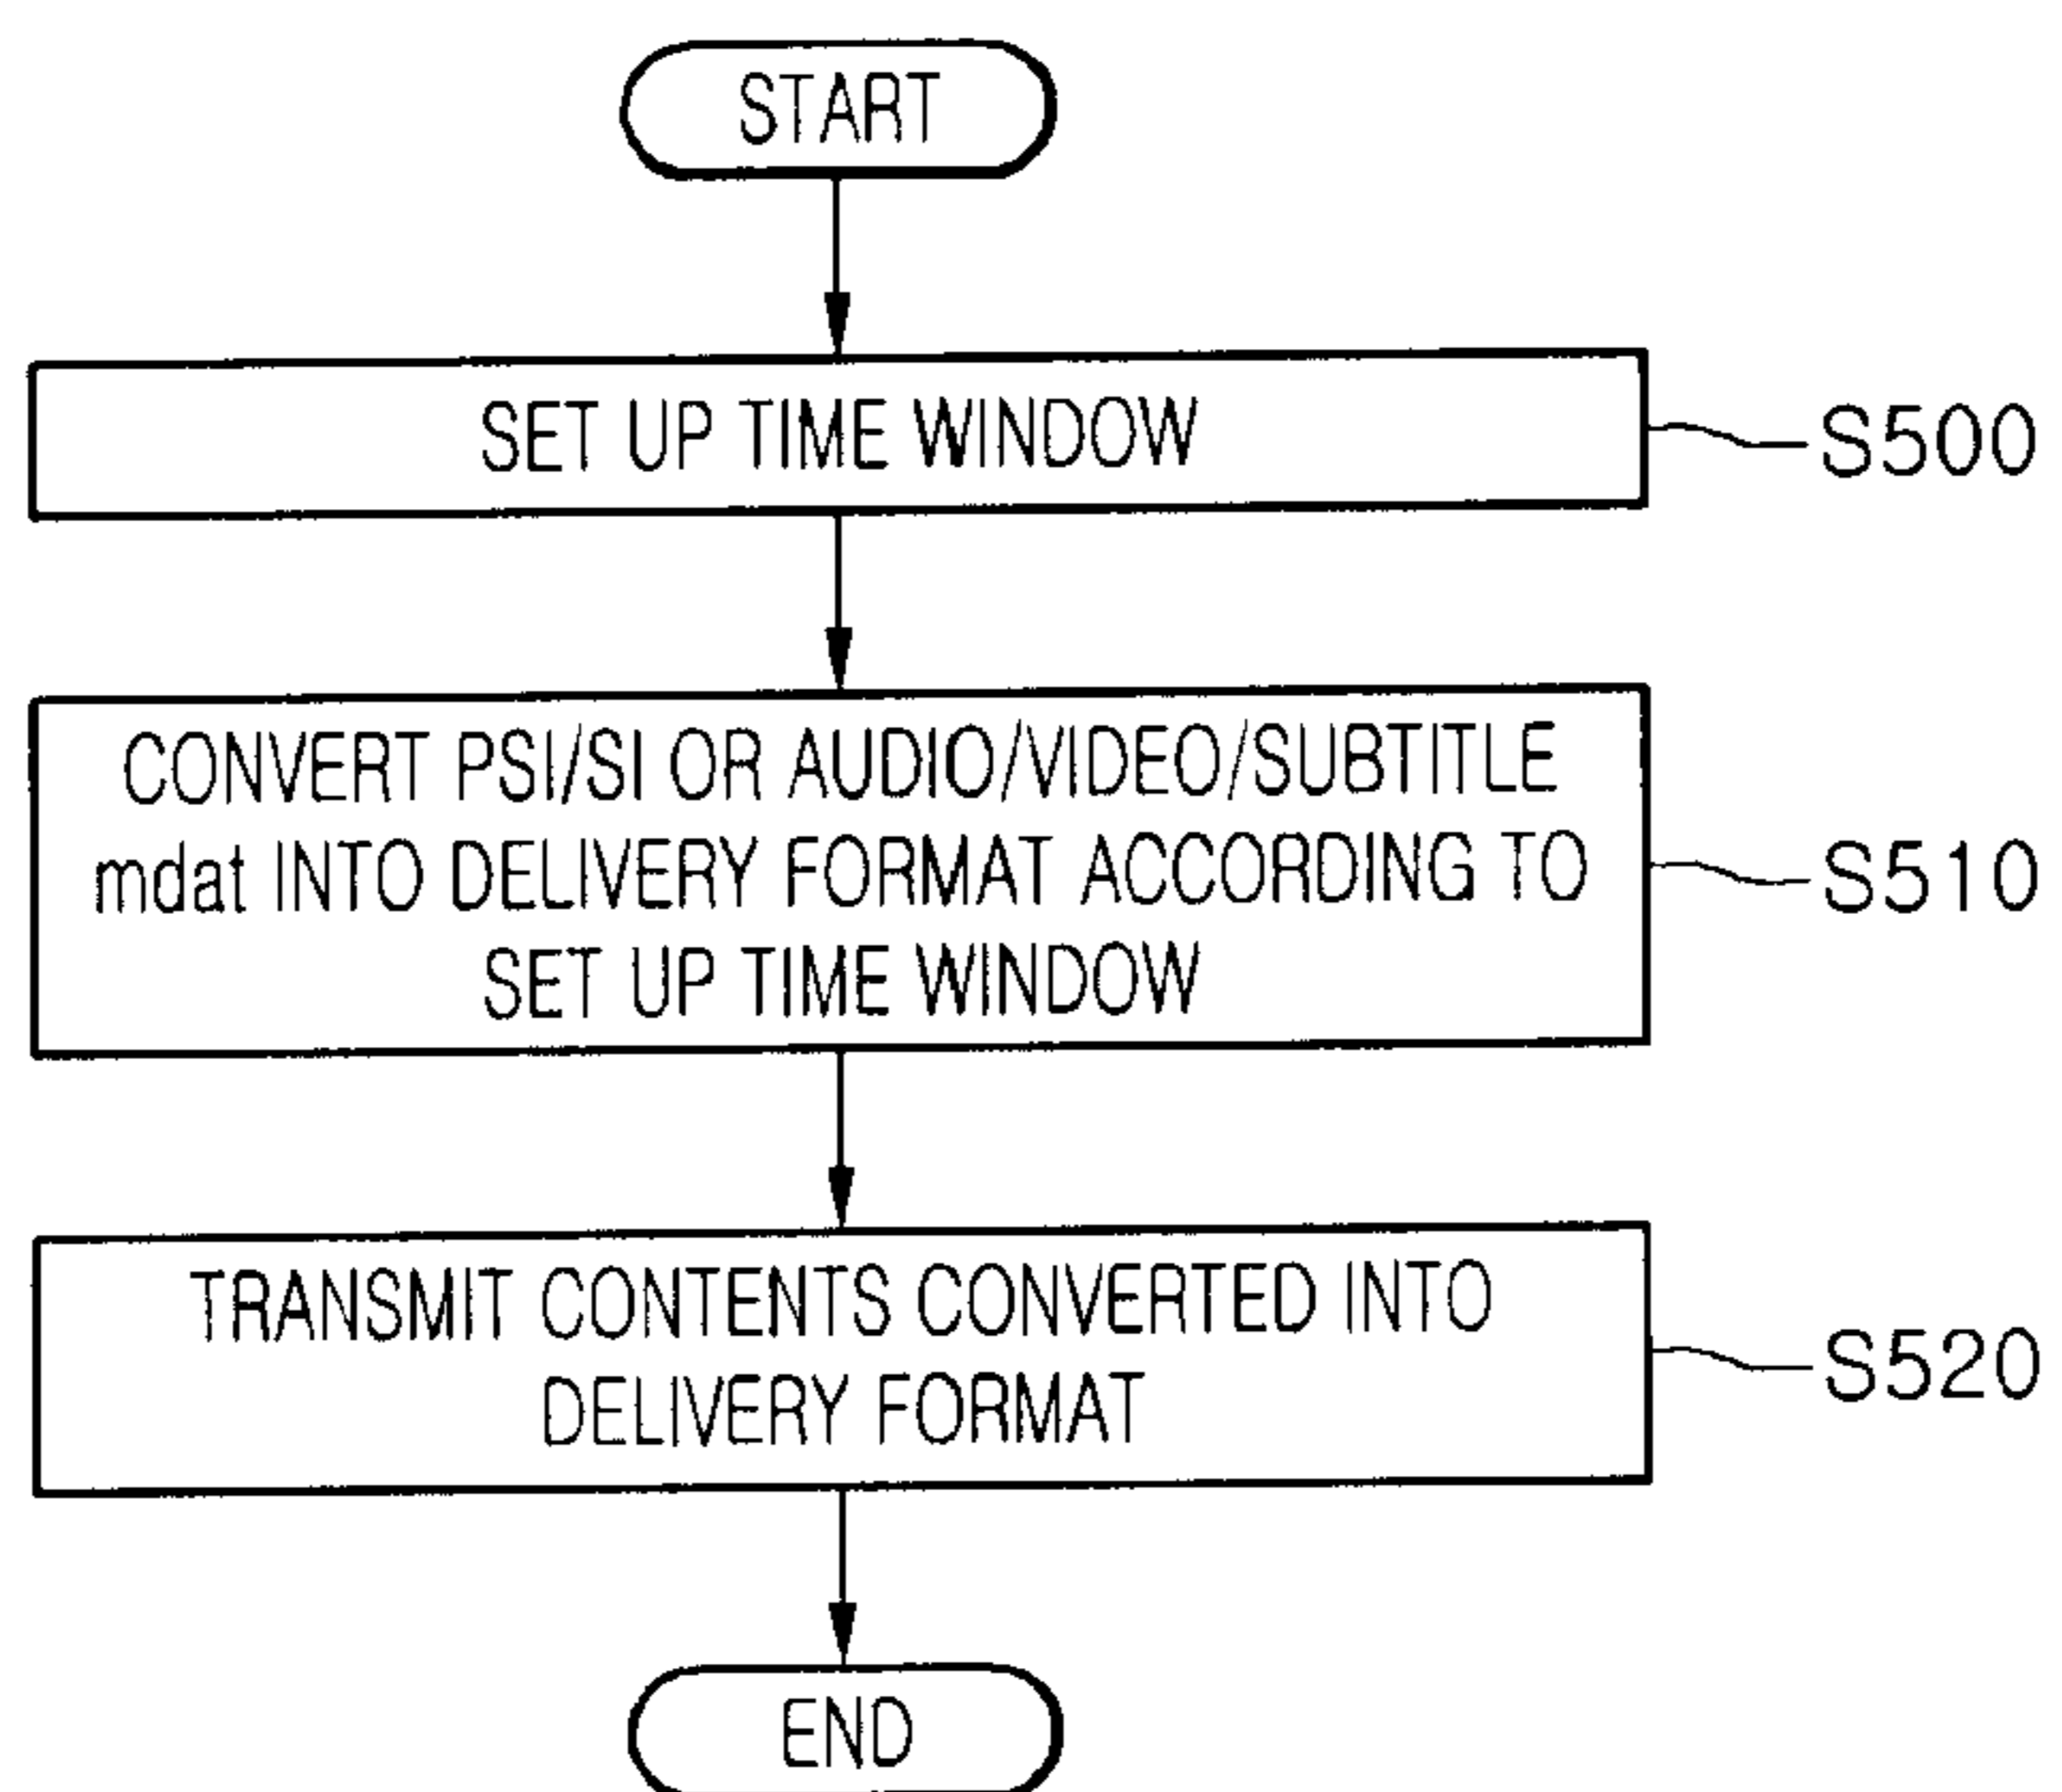 START
SET UP TIME WINDOW
S500
CONVERT PSI/SI OR AUDIO/VIDEO/SUBTITLE
mdat INTO DELIVERY FORMAT ACCORDING TO
SET UP TIME WINDOW
S510
TRANSMIT CONTENTS CONVERTED INTO
DELIVERY FORMAT
S520
END